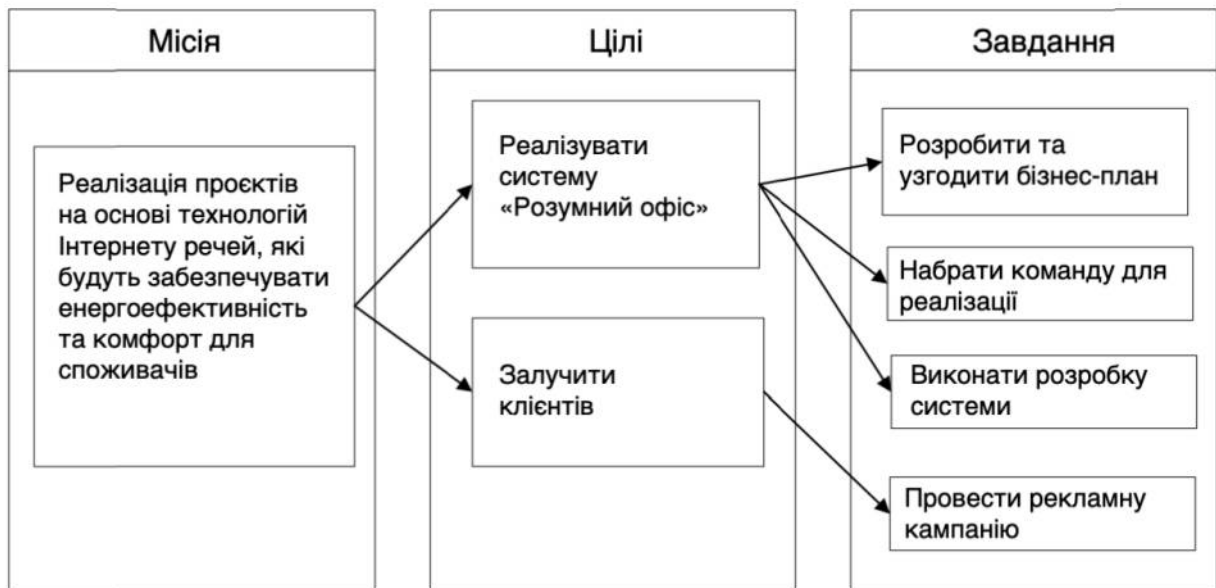 Місія
Реалізація проєктів
на основі технологій
Інтернету речей, які
будуть забезпечувати
енергоефективність
та комфорт для
споживачів
Цілі
Реалізувати
систему
«Розумний офіс»
Залучити
клієнтів
Завдання
Розробити та
узгодити бізнес-план
Набрати команду для
реалізації
Виконати розробку
системи
Провести рекламну
кампанію